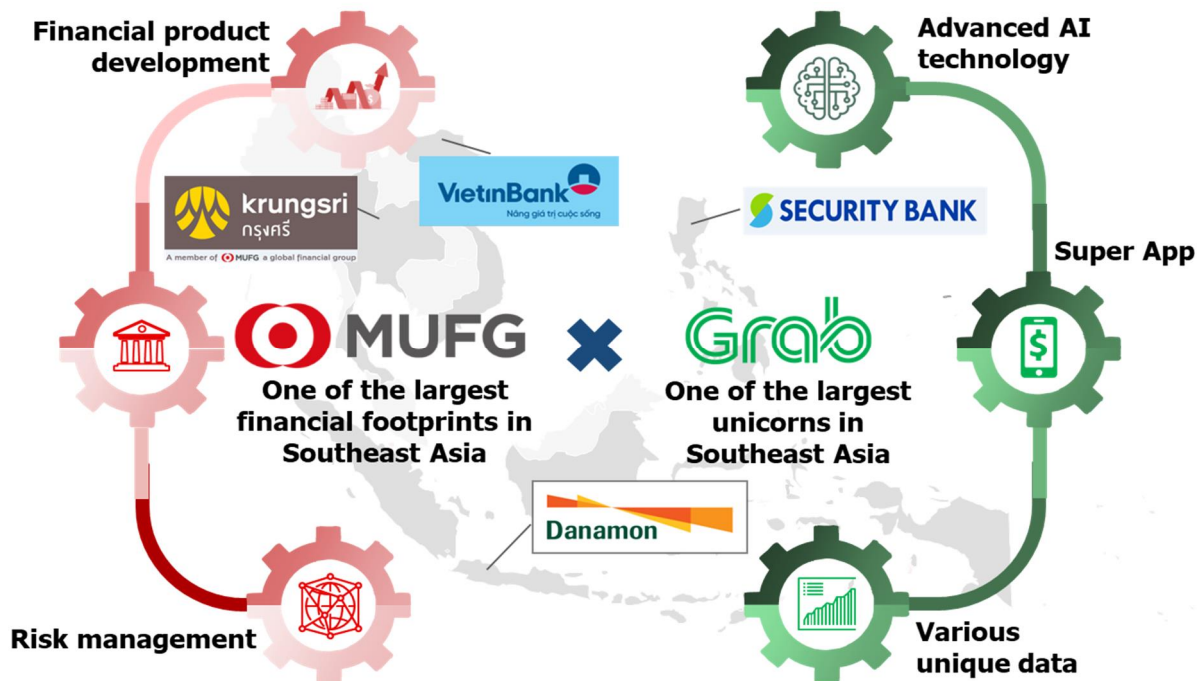 Financial product
development
Advanced AI
technology
VietinBank
Nâng giá trị cuộc sống
krungsri
กรุงศรี
A member of MUFG a global financial group
SECURITY BANK
Super App
$
MUFG
Grab
One of the largest
financial footprints in
Southeast Asia
One of the largest
unicorns in
Southeast Asia
Danamon
Risk management
Various
unique data